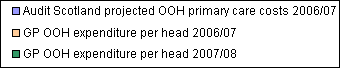 Audit Scotland projected OOH primary care costs 2006/07
GP OOH expenditure per head 2006/07
GP OOH expenditure per head 2007/08